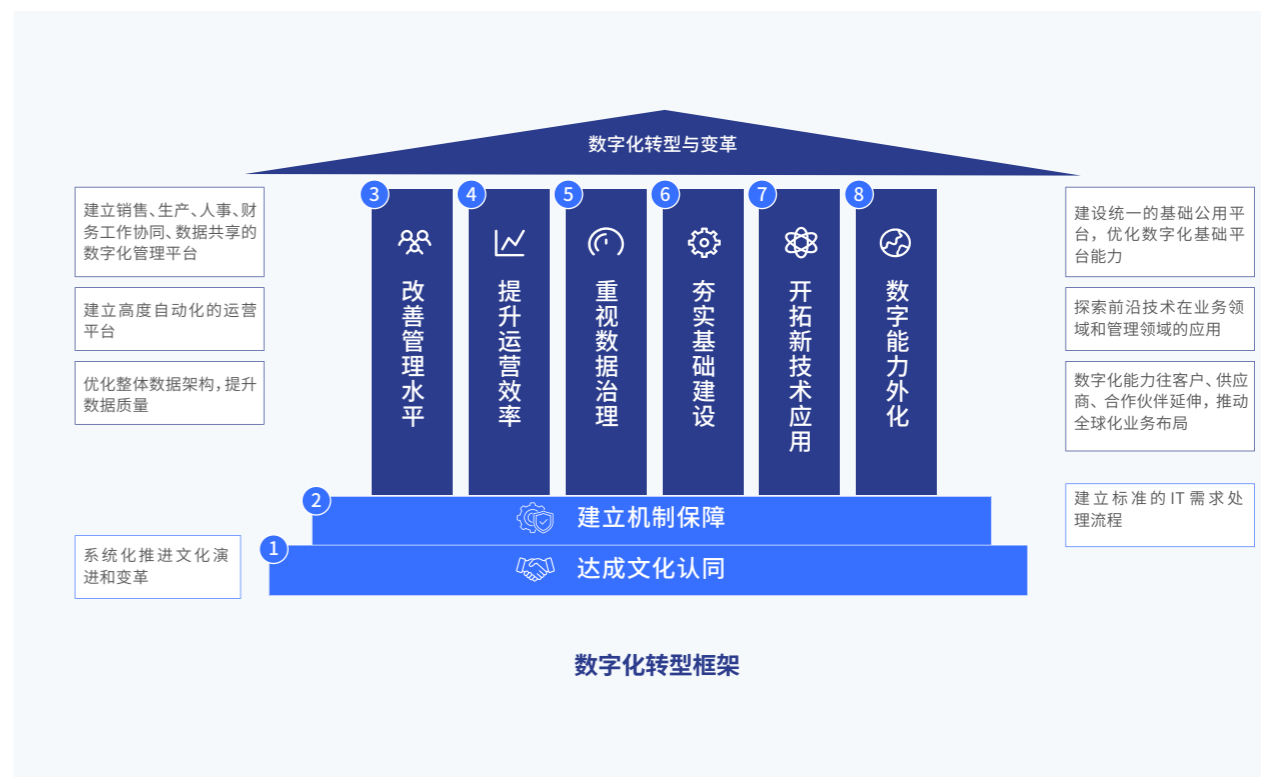 数字化转型与变革
建立销售、生产、人事、财
务工作协同、数据共享的
数字化管理平台
建立高度自动化的运营
平台
优化整体数据架构，提升
数据质量
3
改善管理水平
4
提升运营效率
5
重视数据治理
6
夯实基础建设
7
开拓新技术应用
8
数字能力外化
建设统一的基础公用平
台，优化数字化基础平
台能力
探索前沿技术在业务领
域和管理领域的应用
数字化能力往客户、供应
商、合作伙伴延伸，推动
全球化业务布局
2
建立机制保障
建立标准的IT需求处
理流程
系统化推进文化演
进和变革
1
达成文化认同
数字化转型框架